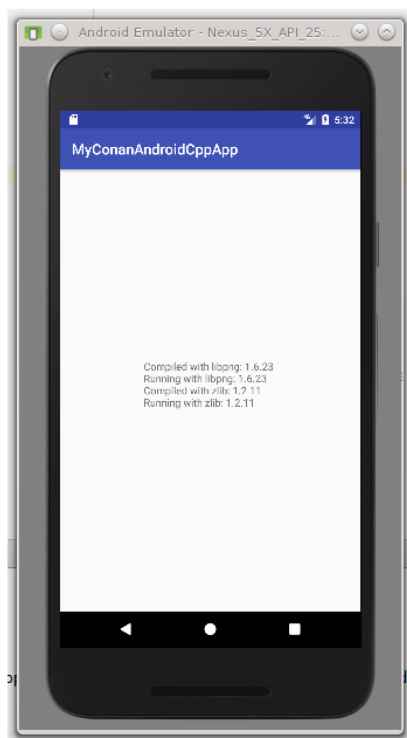 Android Emulator - Nexus_5X_API_25:...
5:32
MyConanAndroidCppApp
Compiled with libpng: 1.6.23
Running with libpng: 1.6.23
Compiled with zlib: 1.2.11
Running with zlib: 1.2.11